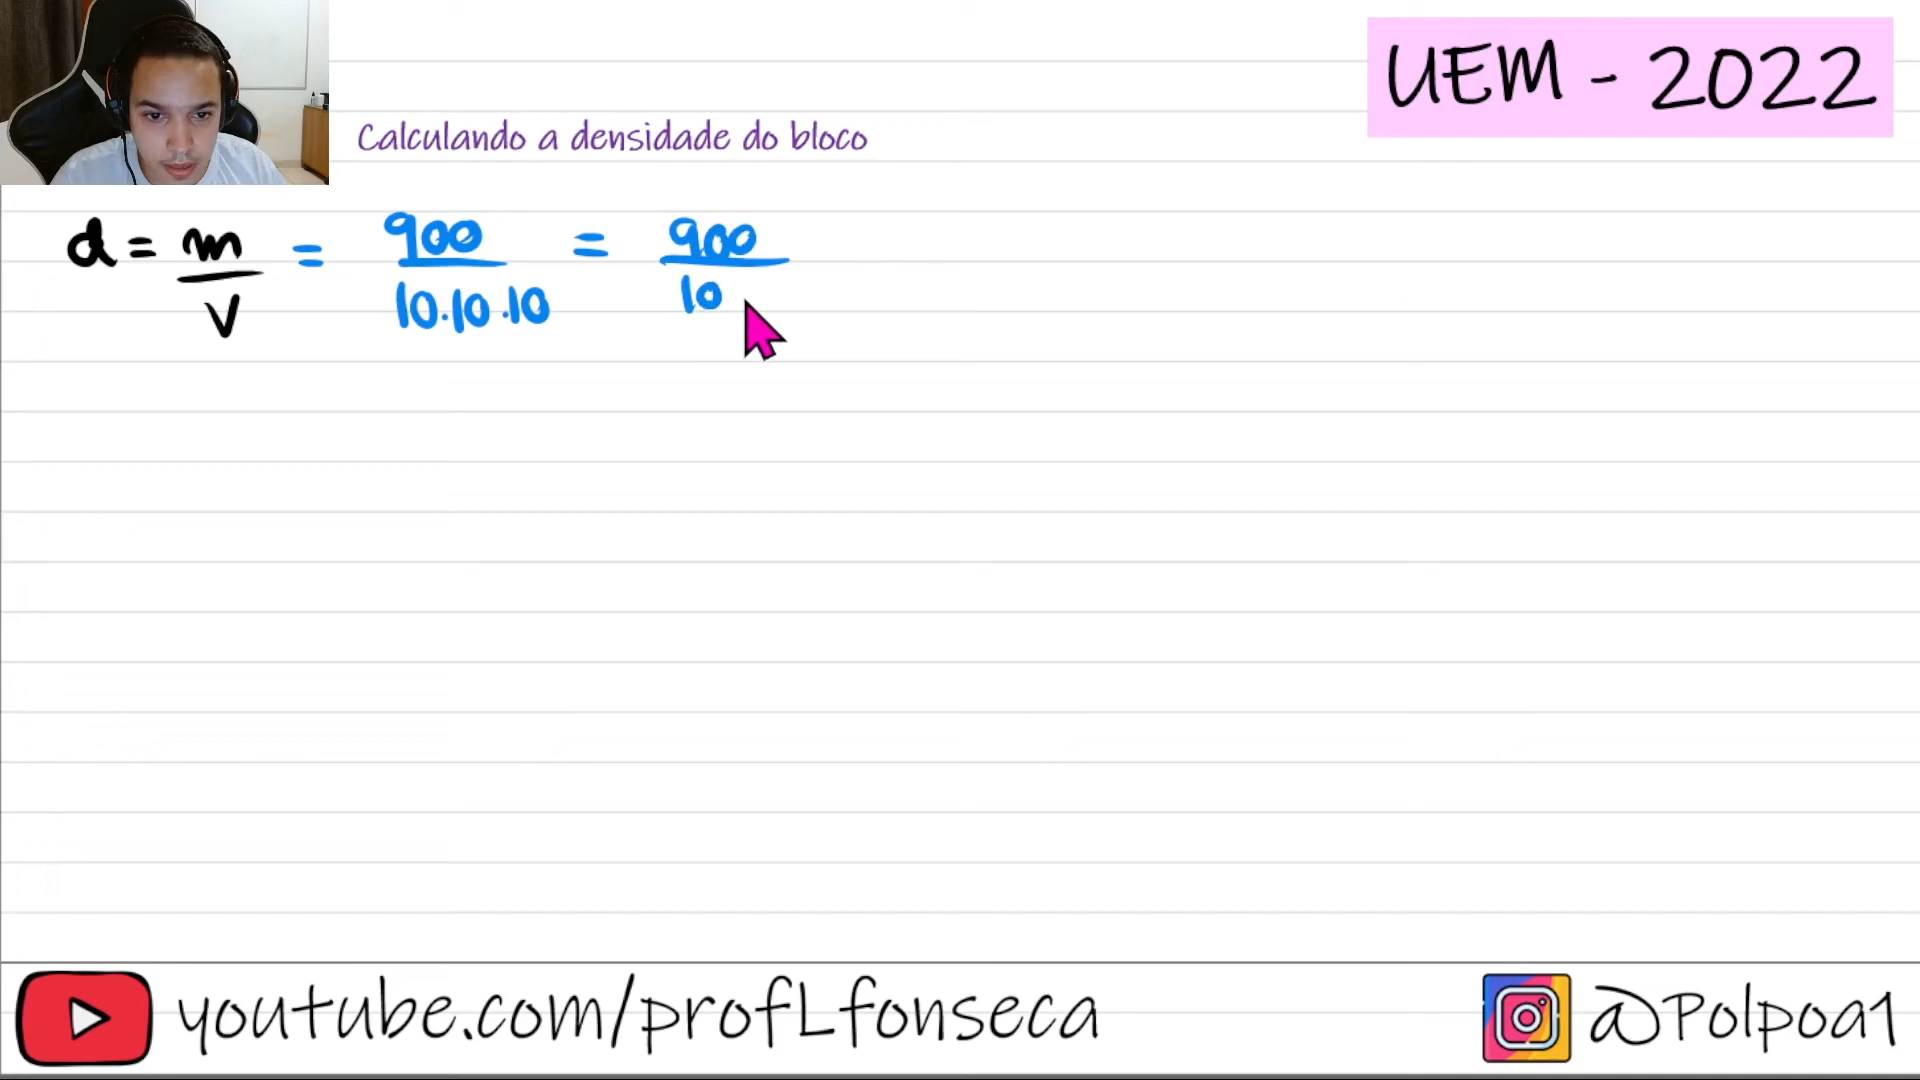 UEM - 2022
Calculando a densidade do bloco
d = m/V = 900/10.10.10 = 900/10
youtube.com/profLfonseca
@Polpoa1